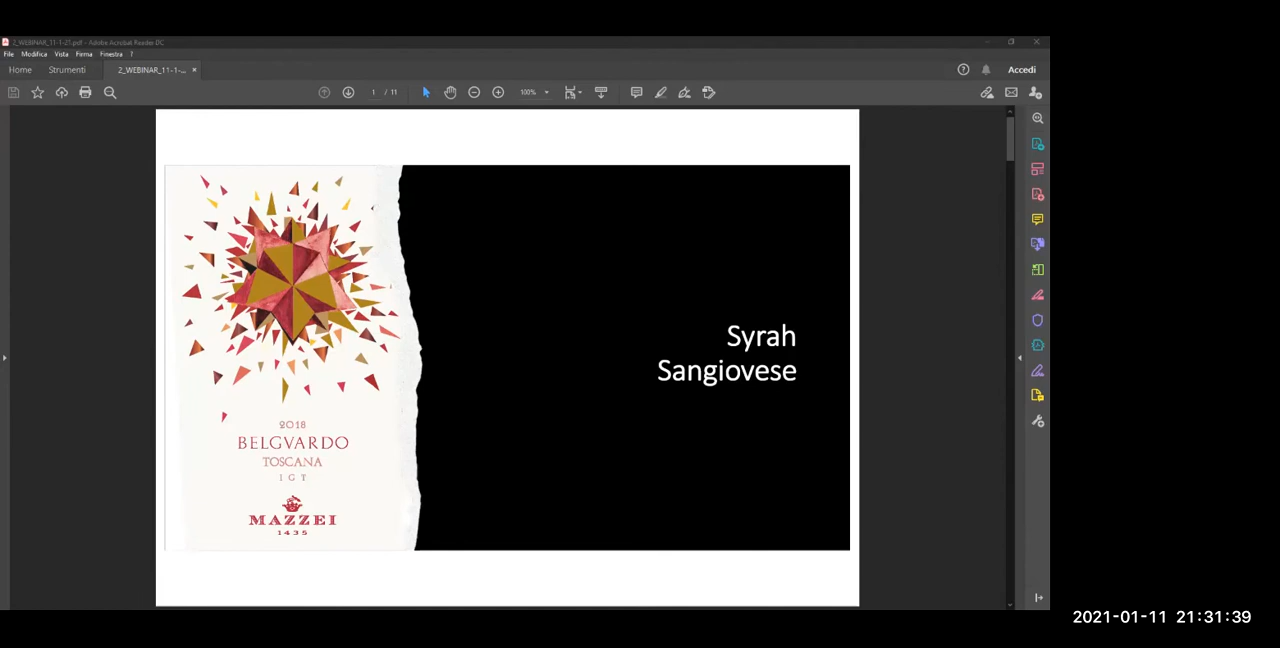 2_WEBINAR_11-1-21.pdf - Adobe Acrobat Reader DC
File Modifica Vista Firma Finestra ?
Home Strumenti 2_WEBINAR_11-1-... × Accedi
1 / 11 100%
Syrah
Sangiovese
2018
BELGVARDO
TOSCANA
IGT
MAZZEI
1435
2021-01-11 21:31:39